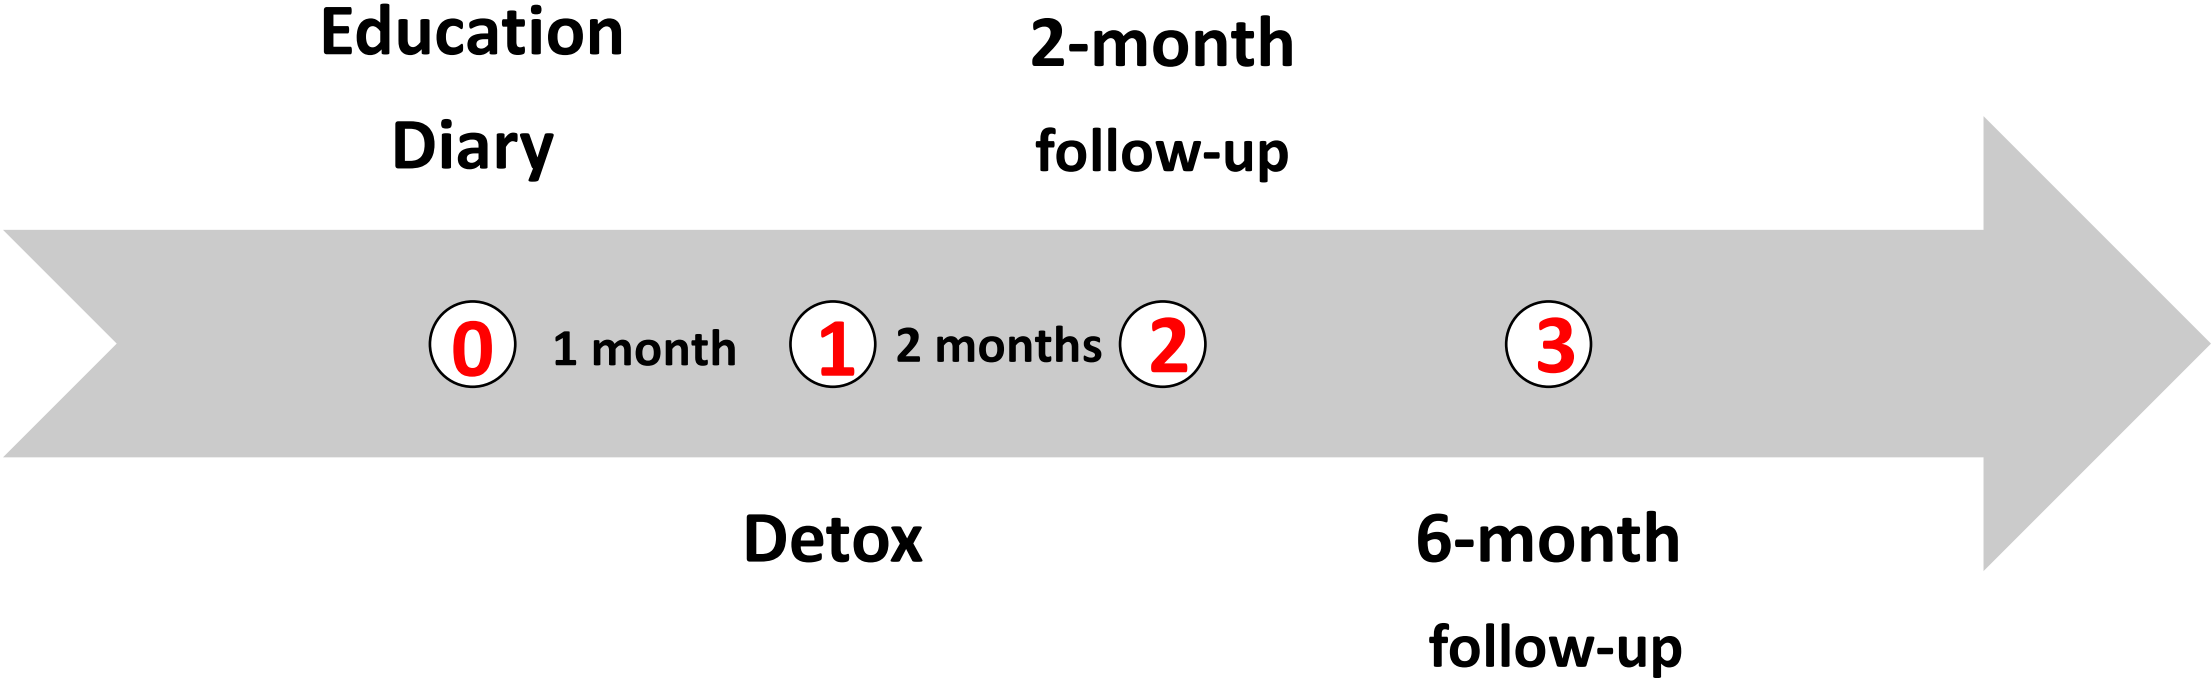 Education
Diary
2-month
follow-up
0
1 month
1
2 months
2
3
Detox
6-month
follow-up